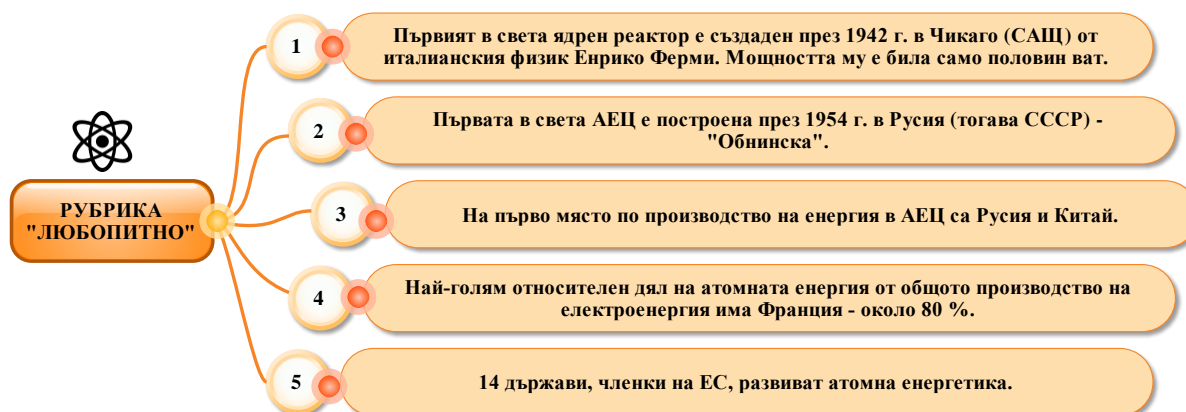 1
Първият в света ядрен реактор е създаден през 1942 г. в Чикаго (САЩ) от
италианския физик Енрико Ферми. Мощността му е била само половин ват.
2
Първата в света АЕЦ е построена през 1954 г. в Русия (тогава СССР) -
"Обнинска".
РУБРИКА
"ЛЮБОПИТНО"
3
На първо място по производство на енергия в АЕЦ са Русия и Китай.
4
Най-голям относителен дял на атомната енергия от общото производство на
електроенергия има Франция - около 80 %.
5
14 държави, членки на ЕС, развиват атомна енергетика.